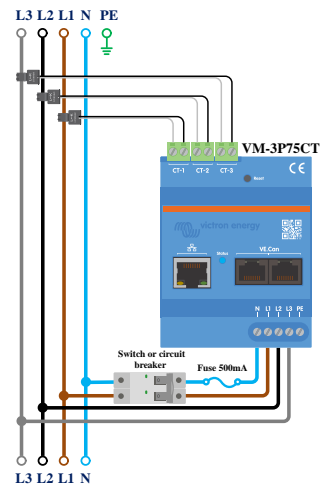 L3 L2 L1 N PE
VM-3P75CT
CT-1 CT-2 CT-3
CE
Reset
victron energy
Status
VE.Can
N L1 L2 L3 PE
Switch or circuit
breaker
Fuse 500mA
L3 L2 L1 N